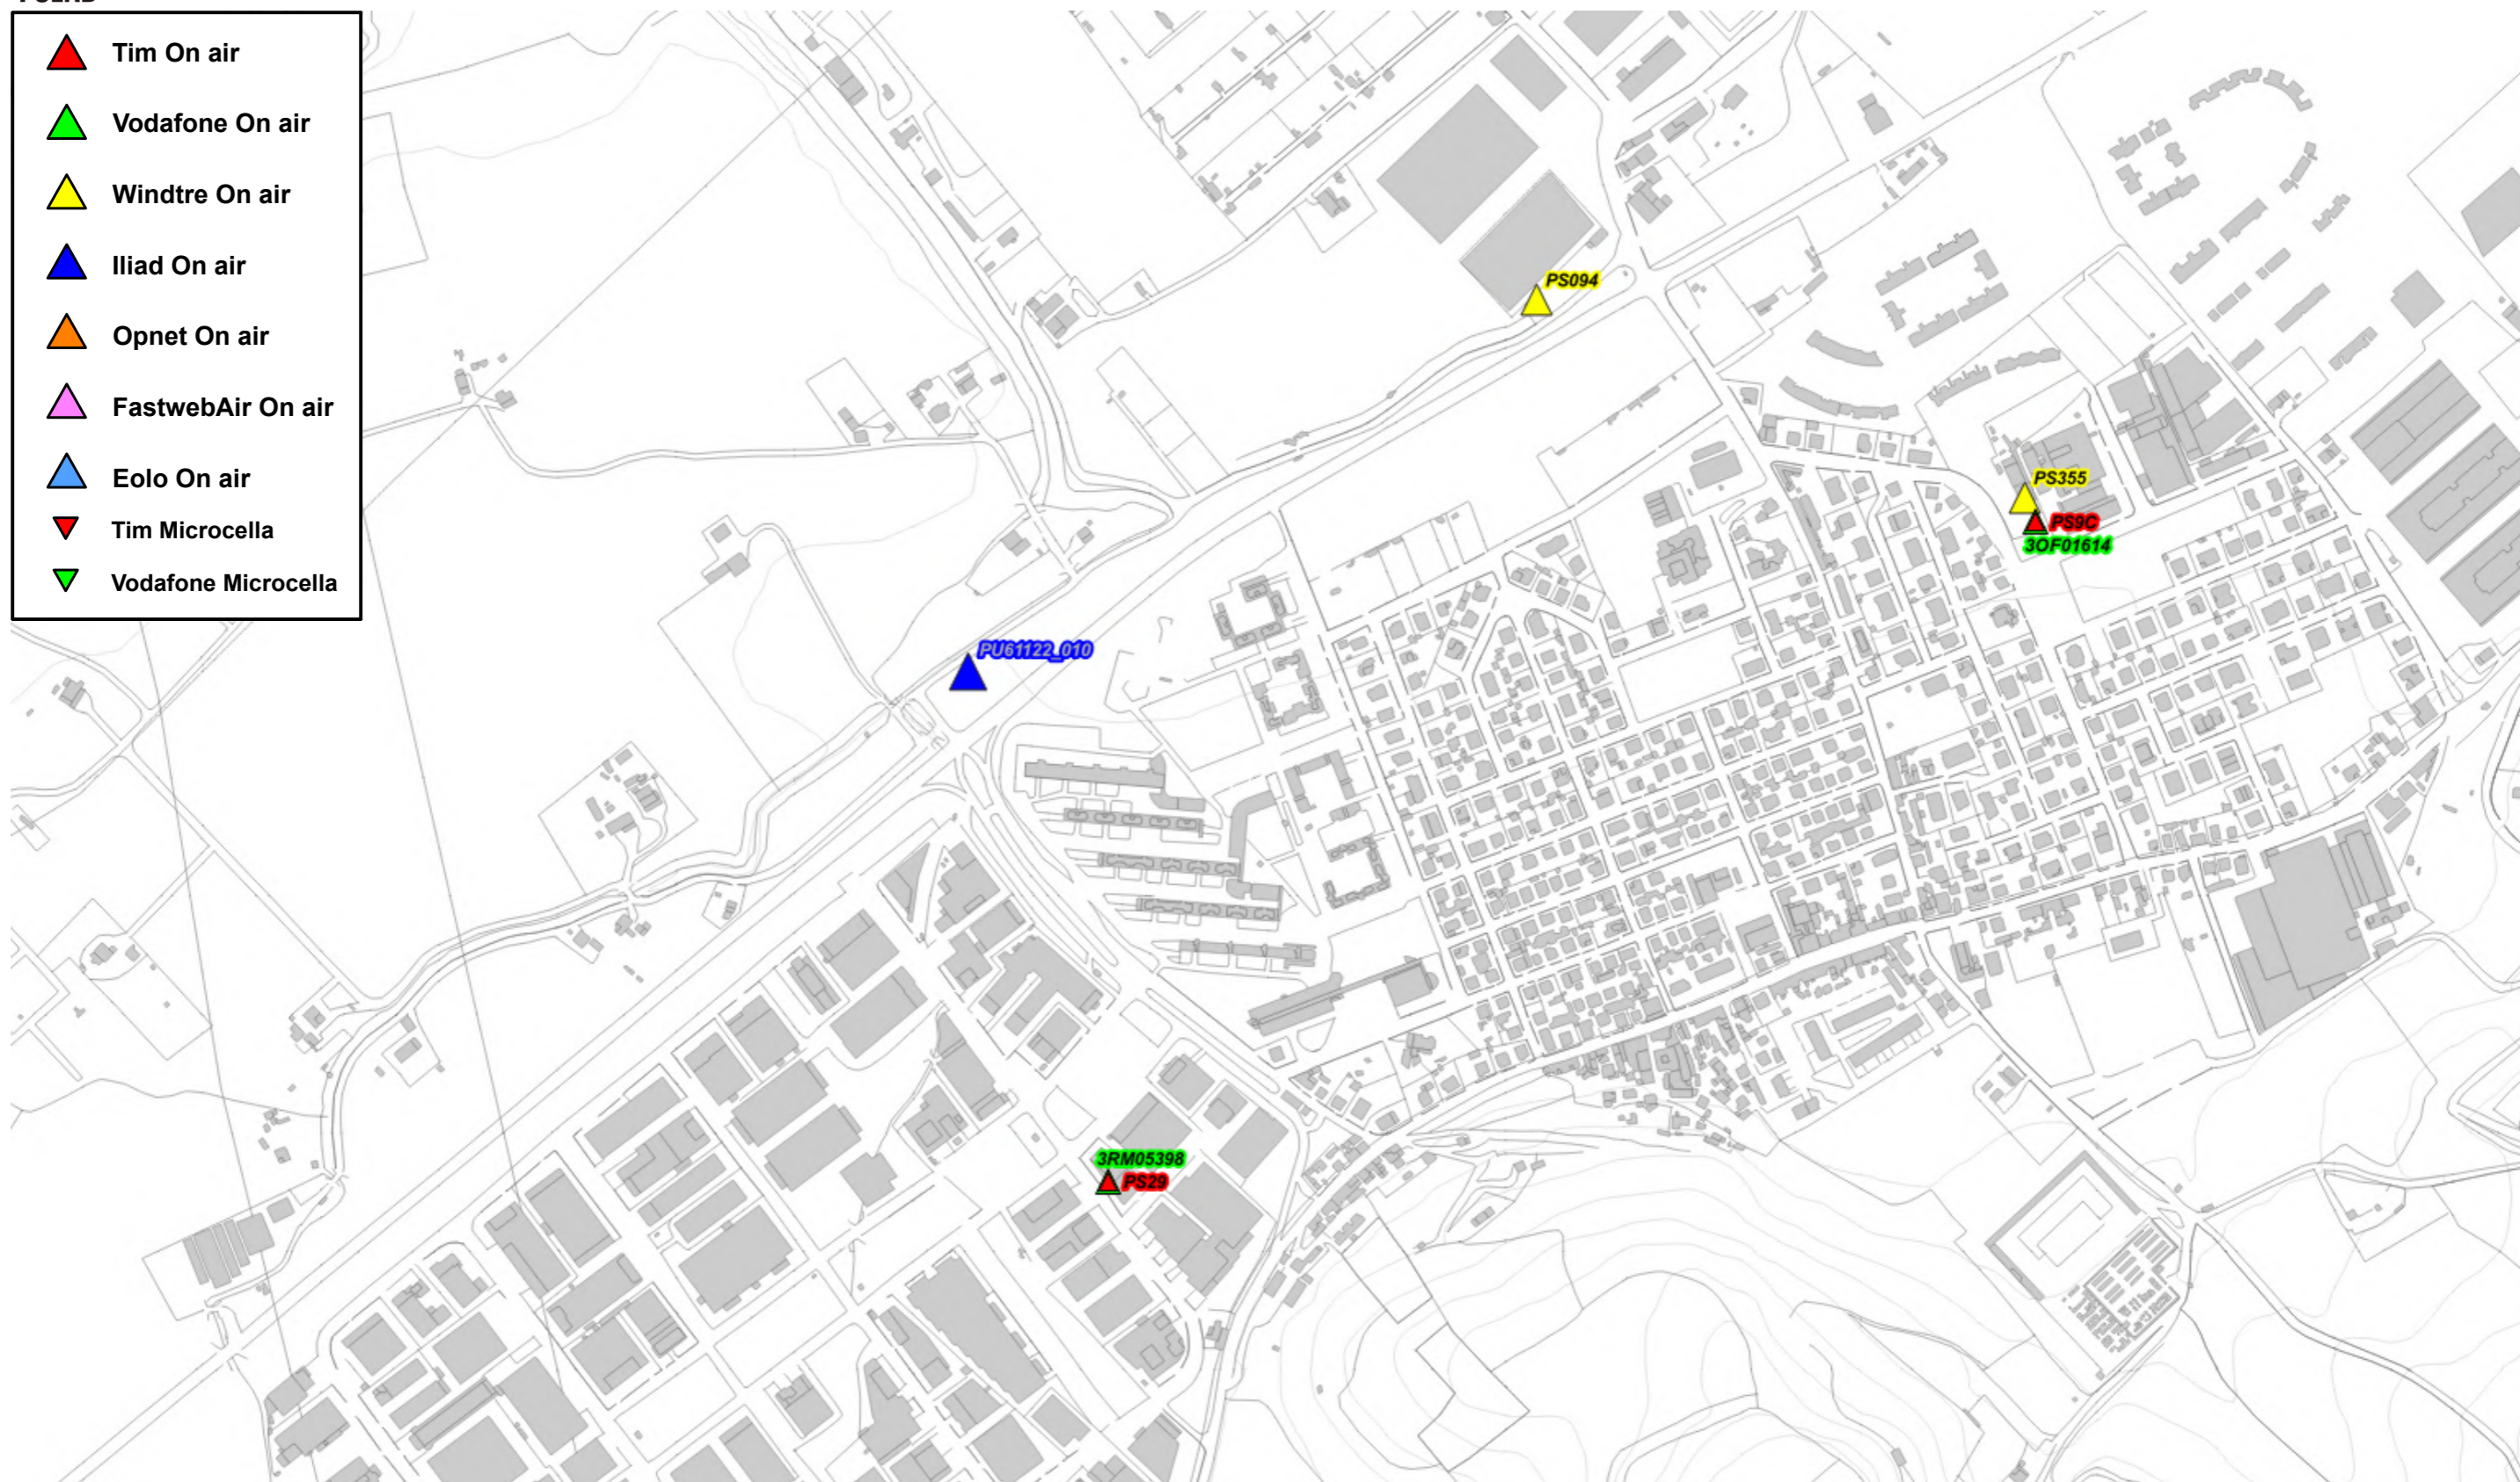 Tim On air
Vodafone On air
Windtre On air
Iliad On air
Opnet On air
FastwebAir On air
Eolo On air
Tim Microcella
Vodafone Microcella
PS094
PS355
PS9C
3OF01614
PU61122_010
3RM05398
PS29